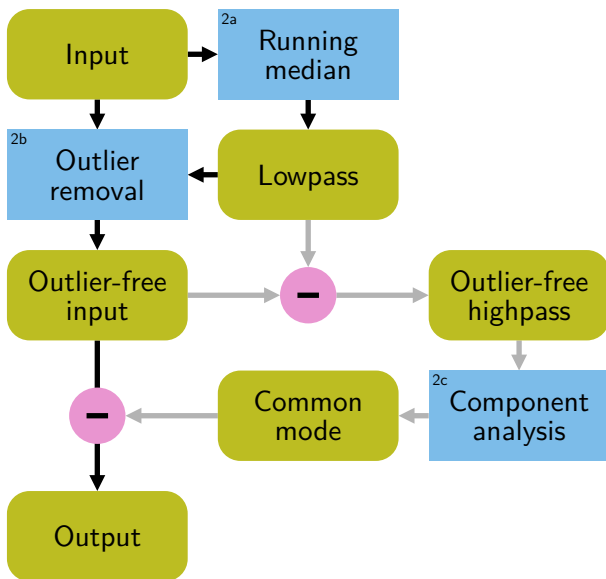 Input
2a
Running
median
2b
Outlier
removal
Lowpass
Outlier-free
input
−
Outlier-free
highpass
−
Common
mode
2c
Component
analysis
Output